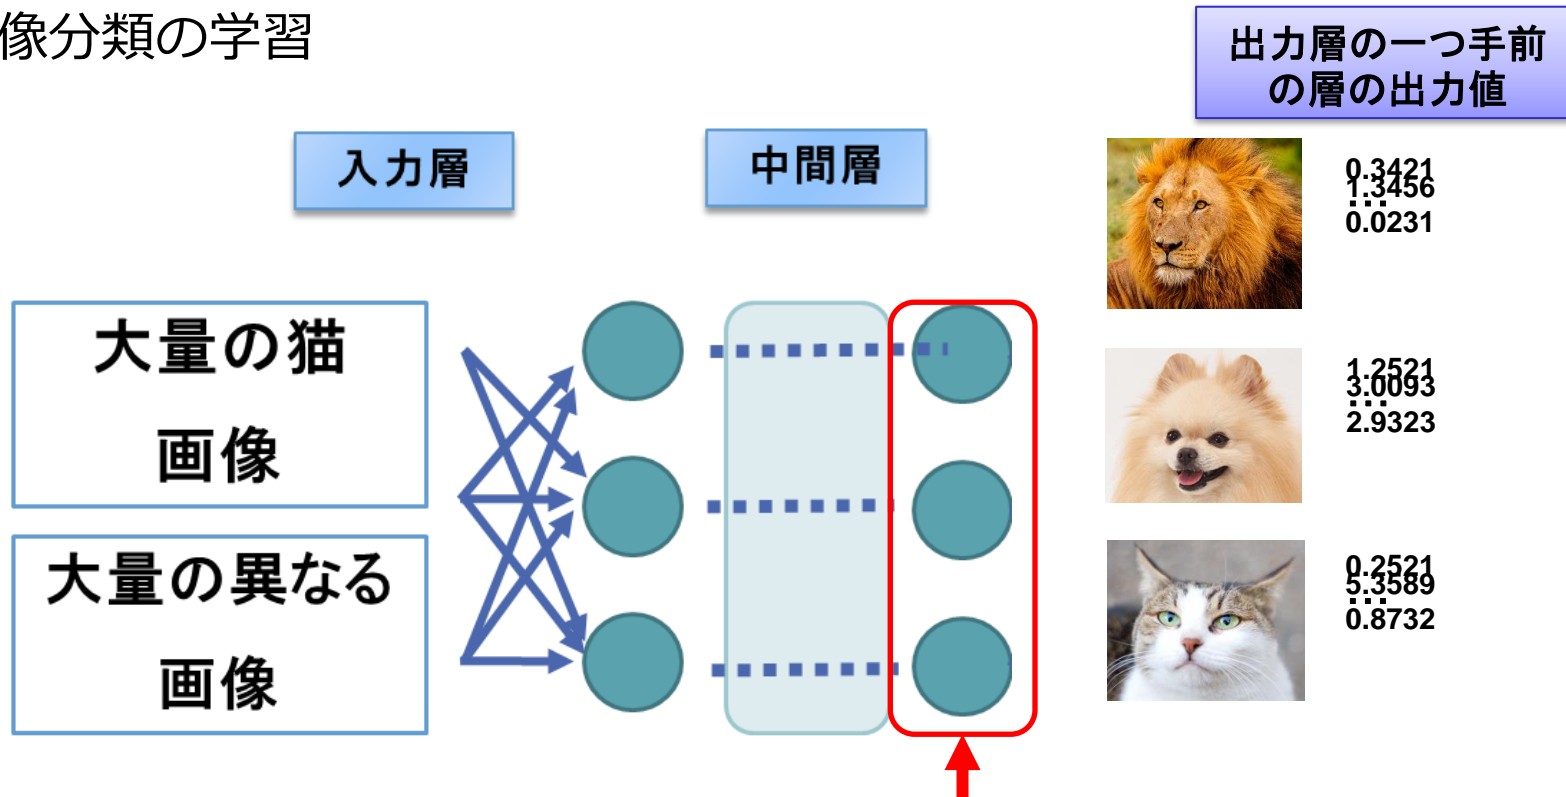 像分類の学習
出力層の一つ手前
の層の出力値
入力層
中間層
0.3421
1.3456
...
0.0231
大量の猫
画像
1.2521
3.0093
...
2.9323
大量の異なる
画像
0.2521
5.3589
...
0.8732